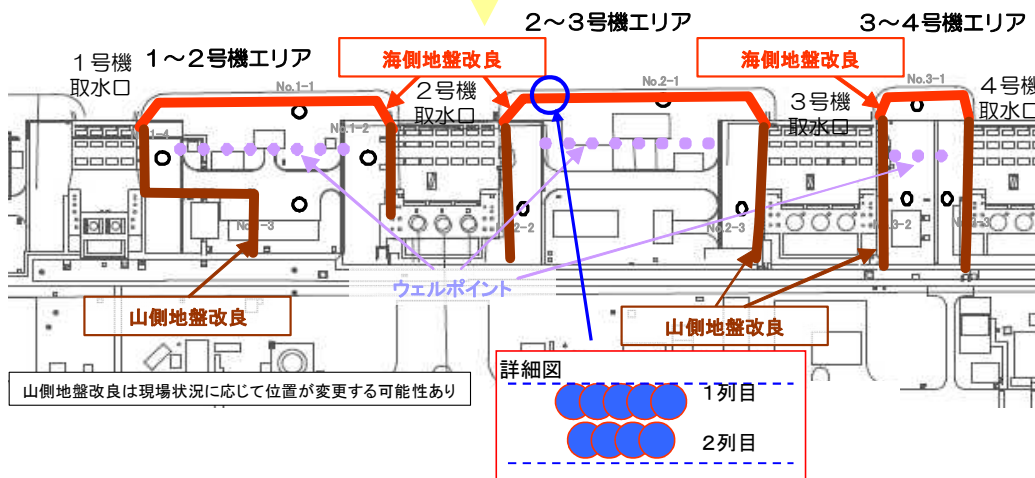 2～3号機エリア
3～4号機エリア
1～2号機エリア
1号機
取水口
海側地盤改良
海側地盤改良
No.1-1
2号機
取水口
No.2-1
3号機
取水口
No.3-1
4号機
取水口
1-4
No.1-2
No.2-3
3-2
2-2
ウェルポイント
山側地盤改良
山側地盤改良
山側地盤改良は現場状況に応じて位置が変更する可能性あり
詳細図
1列目
2列目